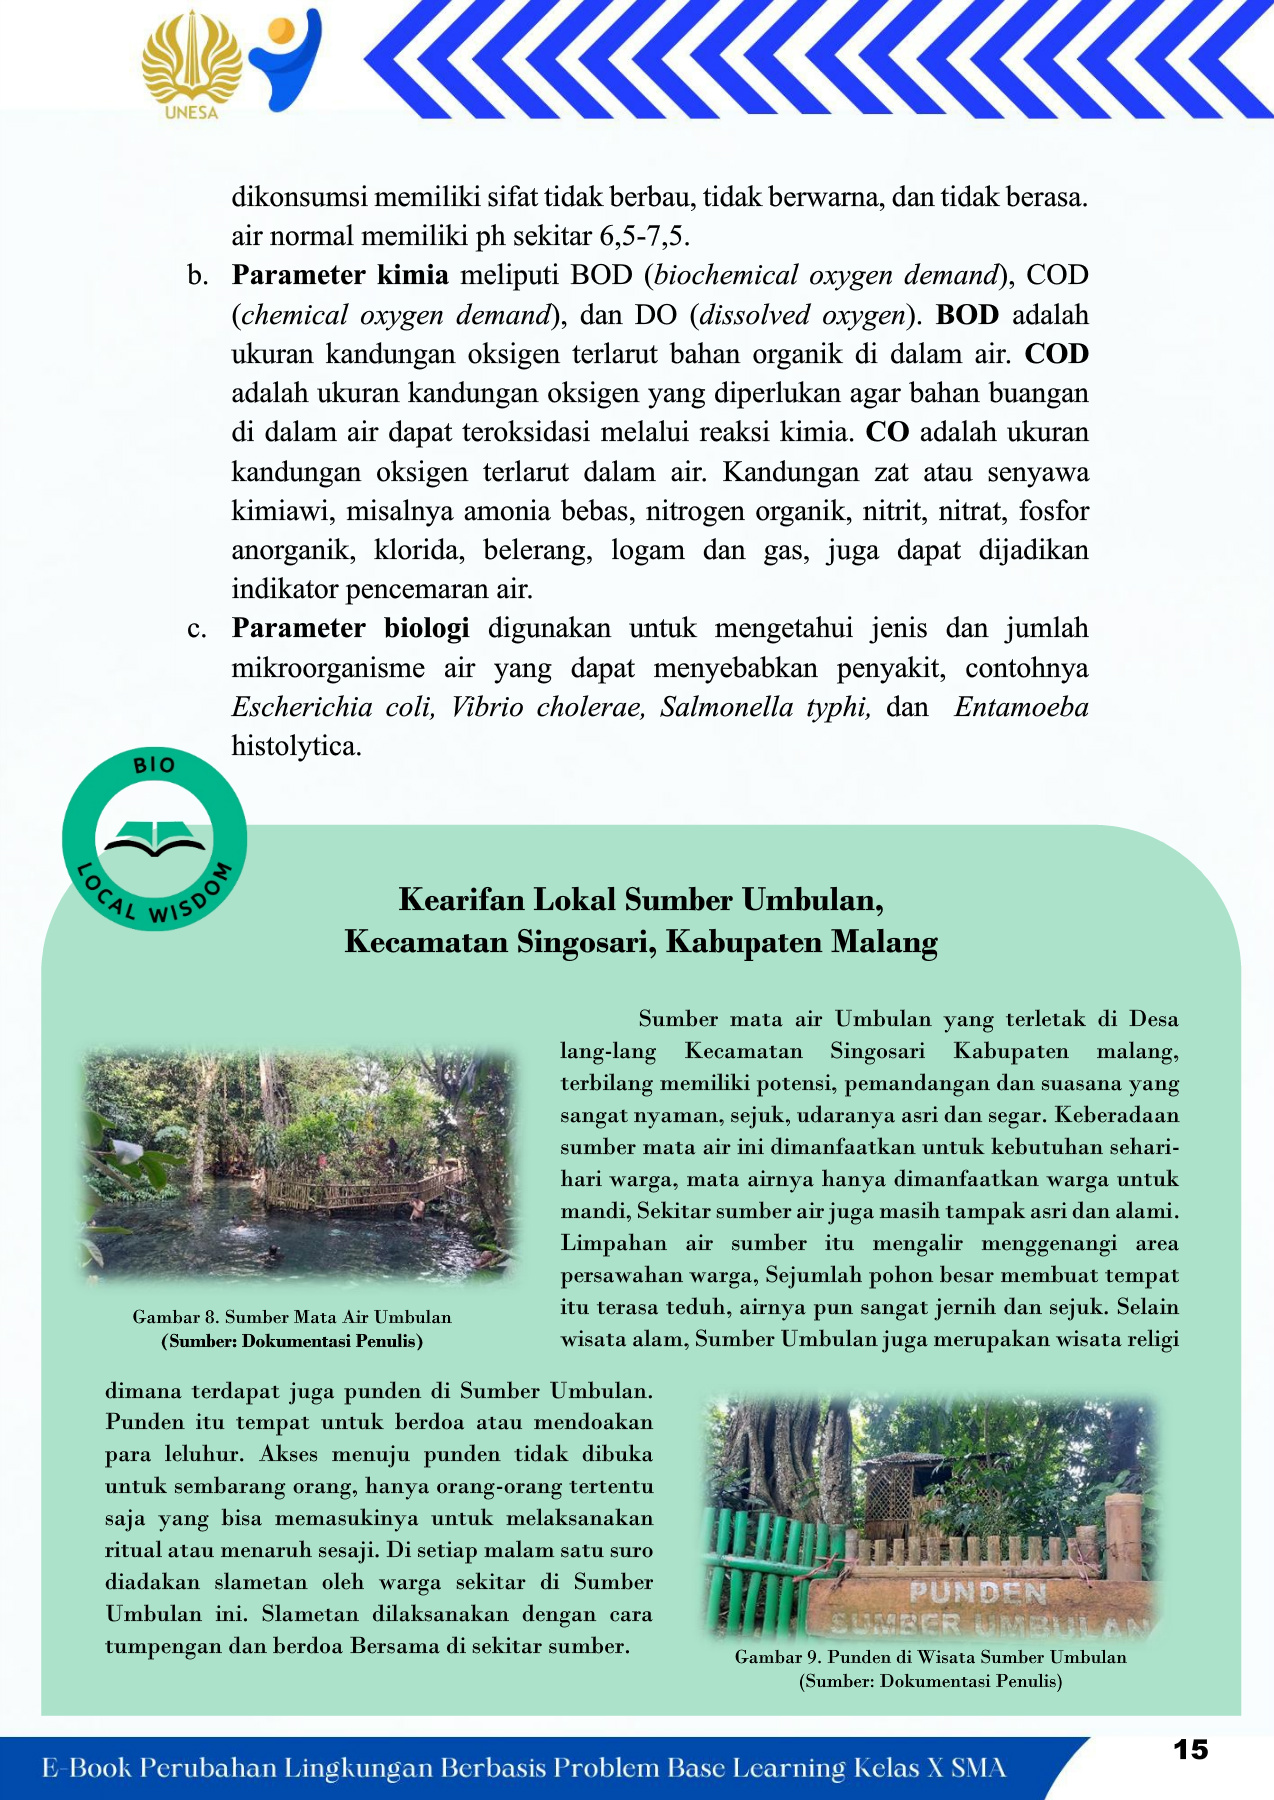 UNESA
dikonsumsi memiliki sifat tidak berbau, tidak berwarna, dan tidak berasa.
air normal memiliki ph sekitar 6,5-7,5.
b. Parameter kimia meliputi BOD (biochemical oxygen demand), COD
(chemical oxygen demand), dan DO (dissolved oxygen). BOD adalah
ukuran kandungan oksigen terlarut bahan organik di dalam air. COD
adalah ukuran kandungan oksigen yang diperlukan agar bahan buangan
di dalam air dapat teroksidasi melalui reaksi kimia. CO adalah ukuran
kandungan oksigen terlarut dalam air. Kandungan zat atau senyawa
kimiawi, misalnya amonia bebas, nitrogen organik, nitrit, nitrat, fosfor
anorganik, klorida, belerang, logam dan gas, juga dapat dijadikan
indikator pencemaran air.
c. Parameter biologi digunakan untuk mengetahui jenis dan jumlah
mikroorganisme air yang dapat menyebabkan penyakit, contohnya
Escherichia coli, Vibrio cholerae, Salmonella typhi, dan Entamoeba
histolytica.
BIO
LOCAL WISDOM
Kearifan Lokal Sumber Umbulan,
Kecamatan Singosari, Kabupaten Malang
Sumber mata air Umbulan yang terletak di Desa
lang-lang Kecamatan Singosari Kabupaten malang,
terbilang memiliki potensi, pemandangan dan suasana yang
sangat nyaman, sejuk, udaranya asri dan segar. Keberadaan
sumber mata air ini dimanfaatkan untuk kebutuhan sehari-
hari warga, mata airnya hanya dimanfaatkan warga untuk
mandi, Sekitar sumber air juga masih tampak asri dan alami.
Limpahan air sumber itu mengalir menggenangi area
persawahan warga, Sejumlah pohon besar membuat tempat
itu terasa teduh, airnya pun sangat jernih dan sejuk. Selain
wisata alam, Sumber Umbulan juga merupakan wisata religi
Gambar 8. Sumber Mata Air Umbulan
(Sumber: Dokumentasi Penulis)
dimana terdapat juga punden di Sumber Umbulan.
Punden itu tempat untuk berdoa atau mendoakan
para leluhur. Akses menuju punden tidak dibuka
untuk sembarang orang, hanya orang-orang tertentu
saja yang bisa memasukinya untuk melaksanakan
ritual atau menaruh sesaji. Di setiap malam satu suro
diadakan slametan oleh warga sekitar di Sumber
Umbulan ini. Slametan dilaksanakan dengan cara
tumpengan dan berdoa Bersama di sekitar sumber.
PUNDEN
SUMBER UMBULAN
Gambar 9. Punden di Wisata Sumber Umbulan
(Sumber: Dokumentasi Penulis)
E-Book Perubahan Lingkungan Berbasis Problem Base Learning Kelas X SMA
15